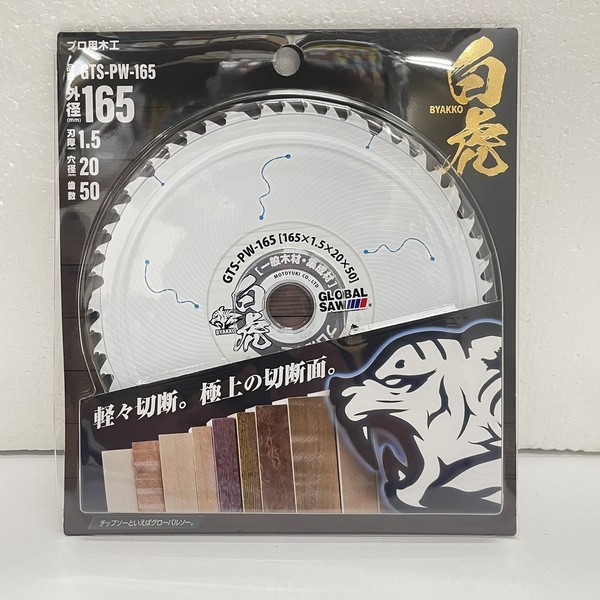 プロ用木工
品番 GTS-PW-165
外径(mm) 165
刃厚 1.5
穴径 20
歯数 50
白虎
BYAKKO
GTS-PW-165 [165×1.5×20×50]
[一般木材・集成材]
MOTOYUKI CO.,LTD
白虎
BYAKKO
GLOBAL
SAW
軽々切断。極上の切断面。
チップソーといえばグローバルソー。